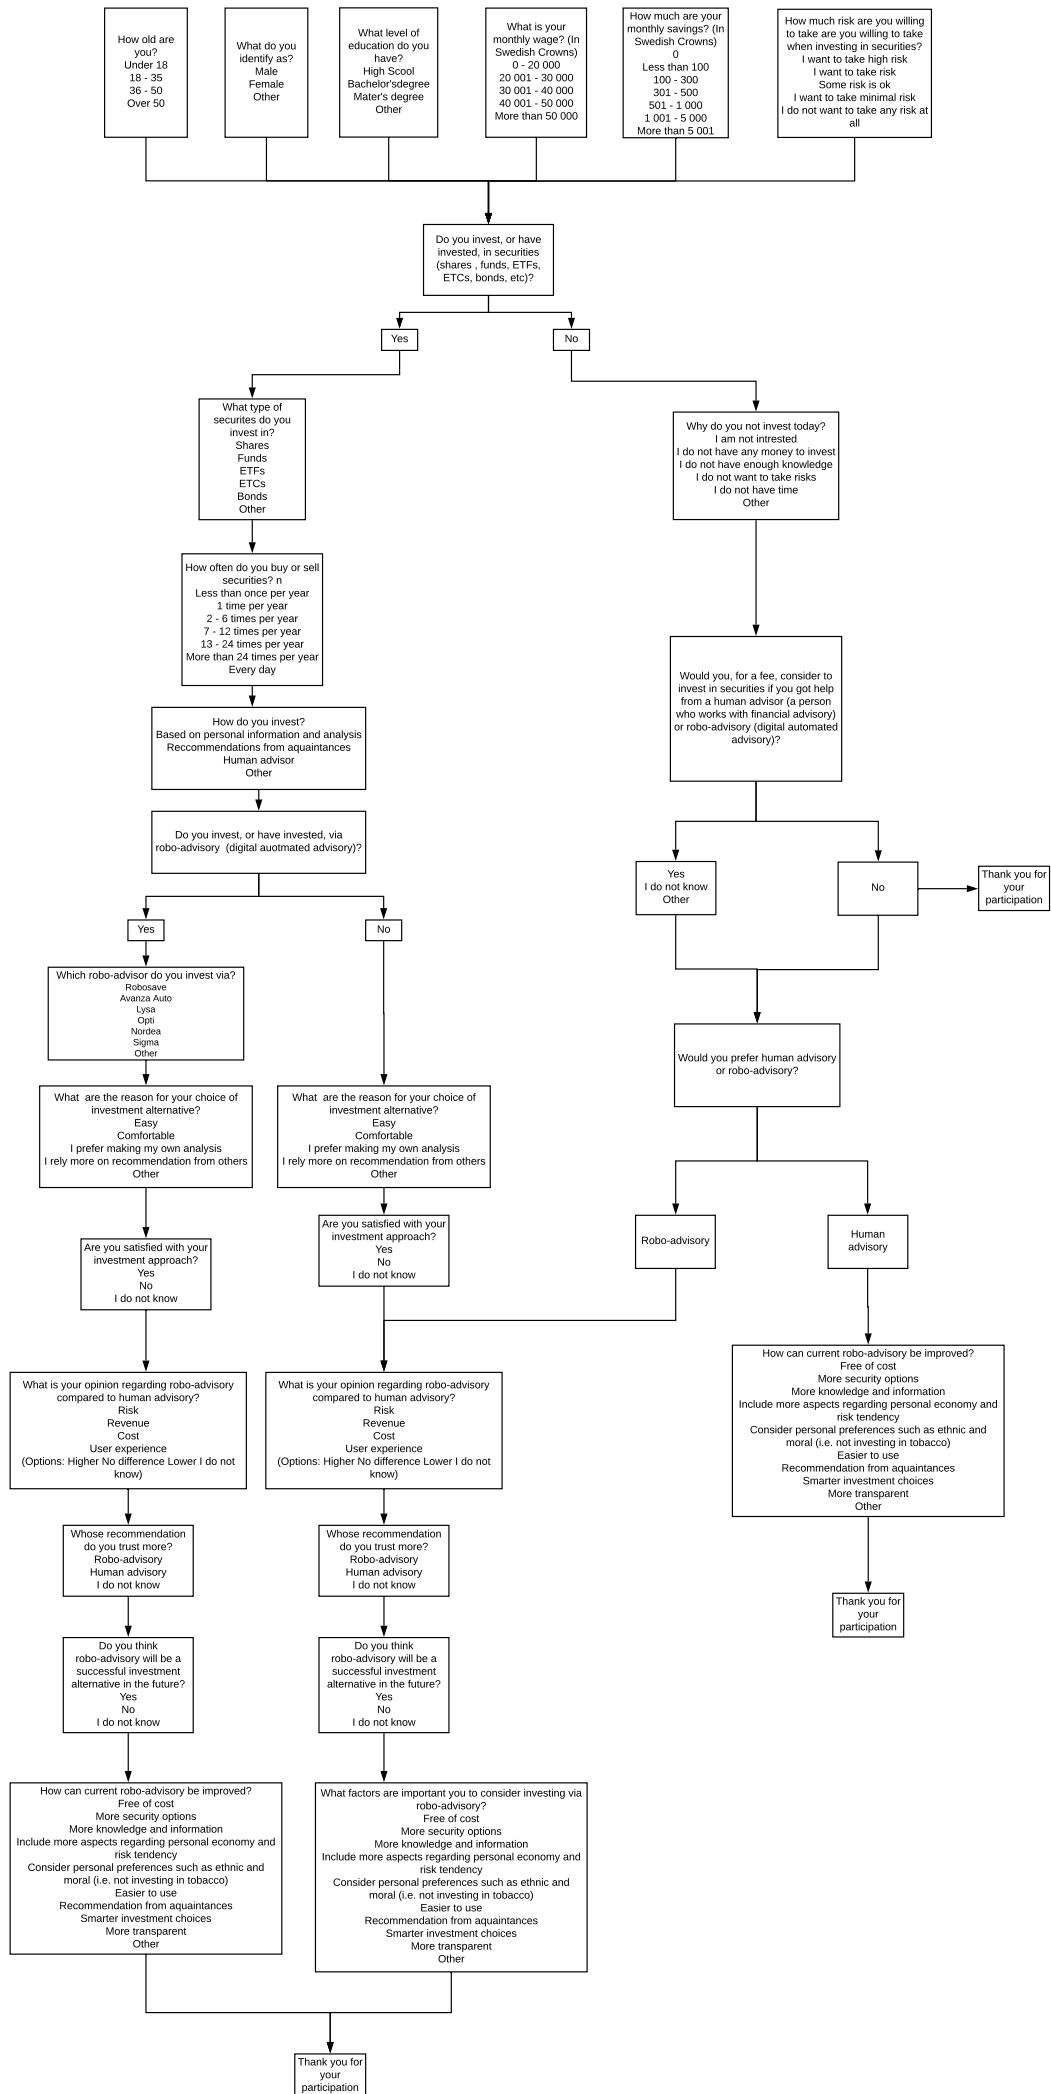 How old are
you?
Under 18
18 - 35
36 - 50
Over 50
What do you
identify as?
Male
Female
Other
What level of
education do you
have?
High Scool
Bachelor'sdegree
Mater's degree
Other
What is your
monthly wage? (In
Swedish Crowns)
0 - 20 000
20 001 - 30 000
30 001 - 40 000
40 001 - 50 000
More than 50 000
How much are your
monthly savings? (In
Swedish Crowns)
0
Less than 100
100 - 300
301 - 500
501 - 1 000
1 001 - 5 000
More than 5 001
How much risk are you willing
to take are you willing to take
when investing in securities?
I want to take high risk
I want to take risk
Some risk is ok
I want to take minimal risk
I do not want to take any risk at
all
Do you invest, or have
invested, in securities
(shares , funds, ETFs,
ETCs, bonds, etc)?
Yes
No
What type of
securites do you
invest in?
Shares
Funds
ETFs
ETCs
Bonds
Other
Why do you not invest today?
I am not intrested
I do not have any money to invest
I do not have enough knowledge
I do not want to take risks
I do not have time
Other
How often do you buy or sell
securities? n
Less than once per year
1 time per year
2 - 6 times per year
7 - 12 times per year
13 - 24 times per year
More than 24 times per year
Every day
Would you, for a fee, consider to
invest in securities if you got help
from a human advisor (a person
who works with financial advisory)
or robo-advisory (digital automated
advisory)?
How do you invest?
Based on personal information and analysis
Reccommendations from aquaintances
Human advisor
Other
Do you invest, or have invested, via
robo-advisory  (digital auotmated advisory)?
Yes
I do not know
Other
No
Thank you for
your
participation
Yes
No
Which robo-advisor do you invest via?
Robosave
Avanza Auto
Lysa
Opti
Nordea
Sigma
Other
Would you prefer human advisory
or robo-advisory?
What  are the reason for your choice of
investment alternative?
Easy
Comfortable
I prefer making my own analysis
I rely more on recommendation from others
Other
What  are the reason for your choice of
investment alternative?
Easy
Comfortable
I prefer making my own analysis
I rely more on recommendation from others
Other
Are you satisfied with your
investment approach?
Yes
No
I do not know
Are you satisfied with your
investment approach?
Yes
No
I do not know
Robo-advisory
Human
advisory
What is your opinion regarding robo-advisory
compared to human advisory?
Risk
Revenue
Cost
User experience
(Options: Higher No difference Lower I do not
know)
What is your opinion regarding robo-advisory
compared to human advisory?
Risk
Revenue
Cost
User experience
(Options: Higher No difference Lower I do not
know)
How can current robo-advisory be improved?
Free of cost
More security options
More knowledge and information
Include more aspects regarding personal economy and
risk tendency
Consider personal preferences such as ethnic and
moral (i.e. not investing in tobacco)
Easier to use
Recommendation from aquaintances
Smarter investment choices
More transparent
Other
Whose recommendation
do you trust more?
Robo-advisory
Human advisory
I do not know
Whose recommendation
do you trust more?
Robo-advisory
Human advisory
I do not know
Thank you for
your
participation
Do you think
robo-advisory will be a
successful investment
alternative in the future?
Yes
No
I do not know
Do you think
robo-advisory will be a
successful investment
alternative in the future?
Yes
No
I do not know
How can current robo-advisory be improved?
Free of cost
More security options
More knowledge and information
Include more aspects regarding personal economy and
risk tendency
Consider personal preferences such as ethnic and
moral (i.e. not investing in tobacco)
Easier to use
Recommendation from aquaintances
Smarter investment choices
More transparent
Other
What factors are important you to consider investing via
robo-advisory?
Free of cost
More security options
More knowledge and information
Include more aspects regarding personal economy and
risk tendency
Consider personal preferences such as ethnic and
moral (i.e. not investing in tobacco)
Easier to use
Recommendation from aquaintances
Smarter investment choices
More transparent
Other
Thank you for
your
participation